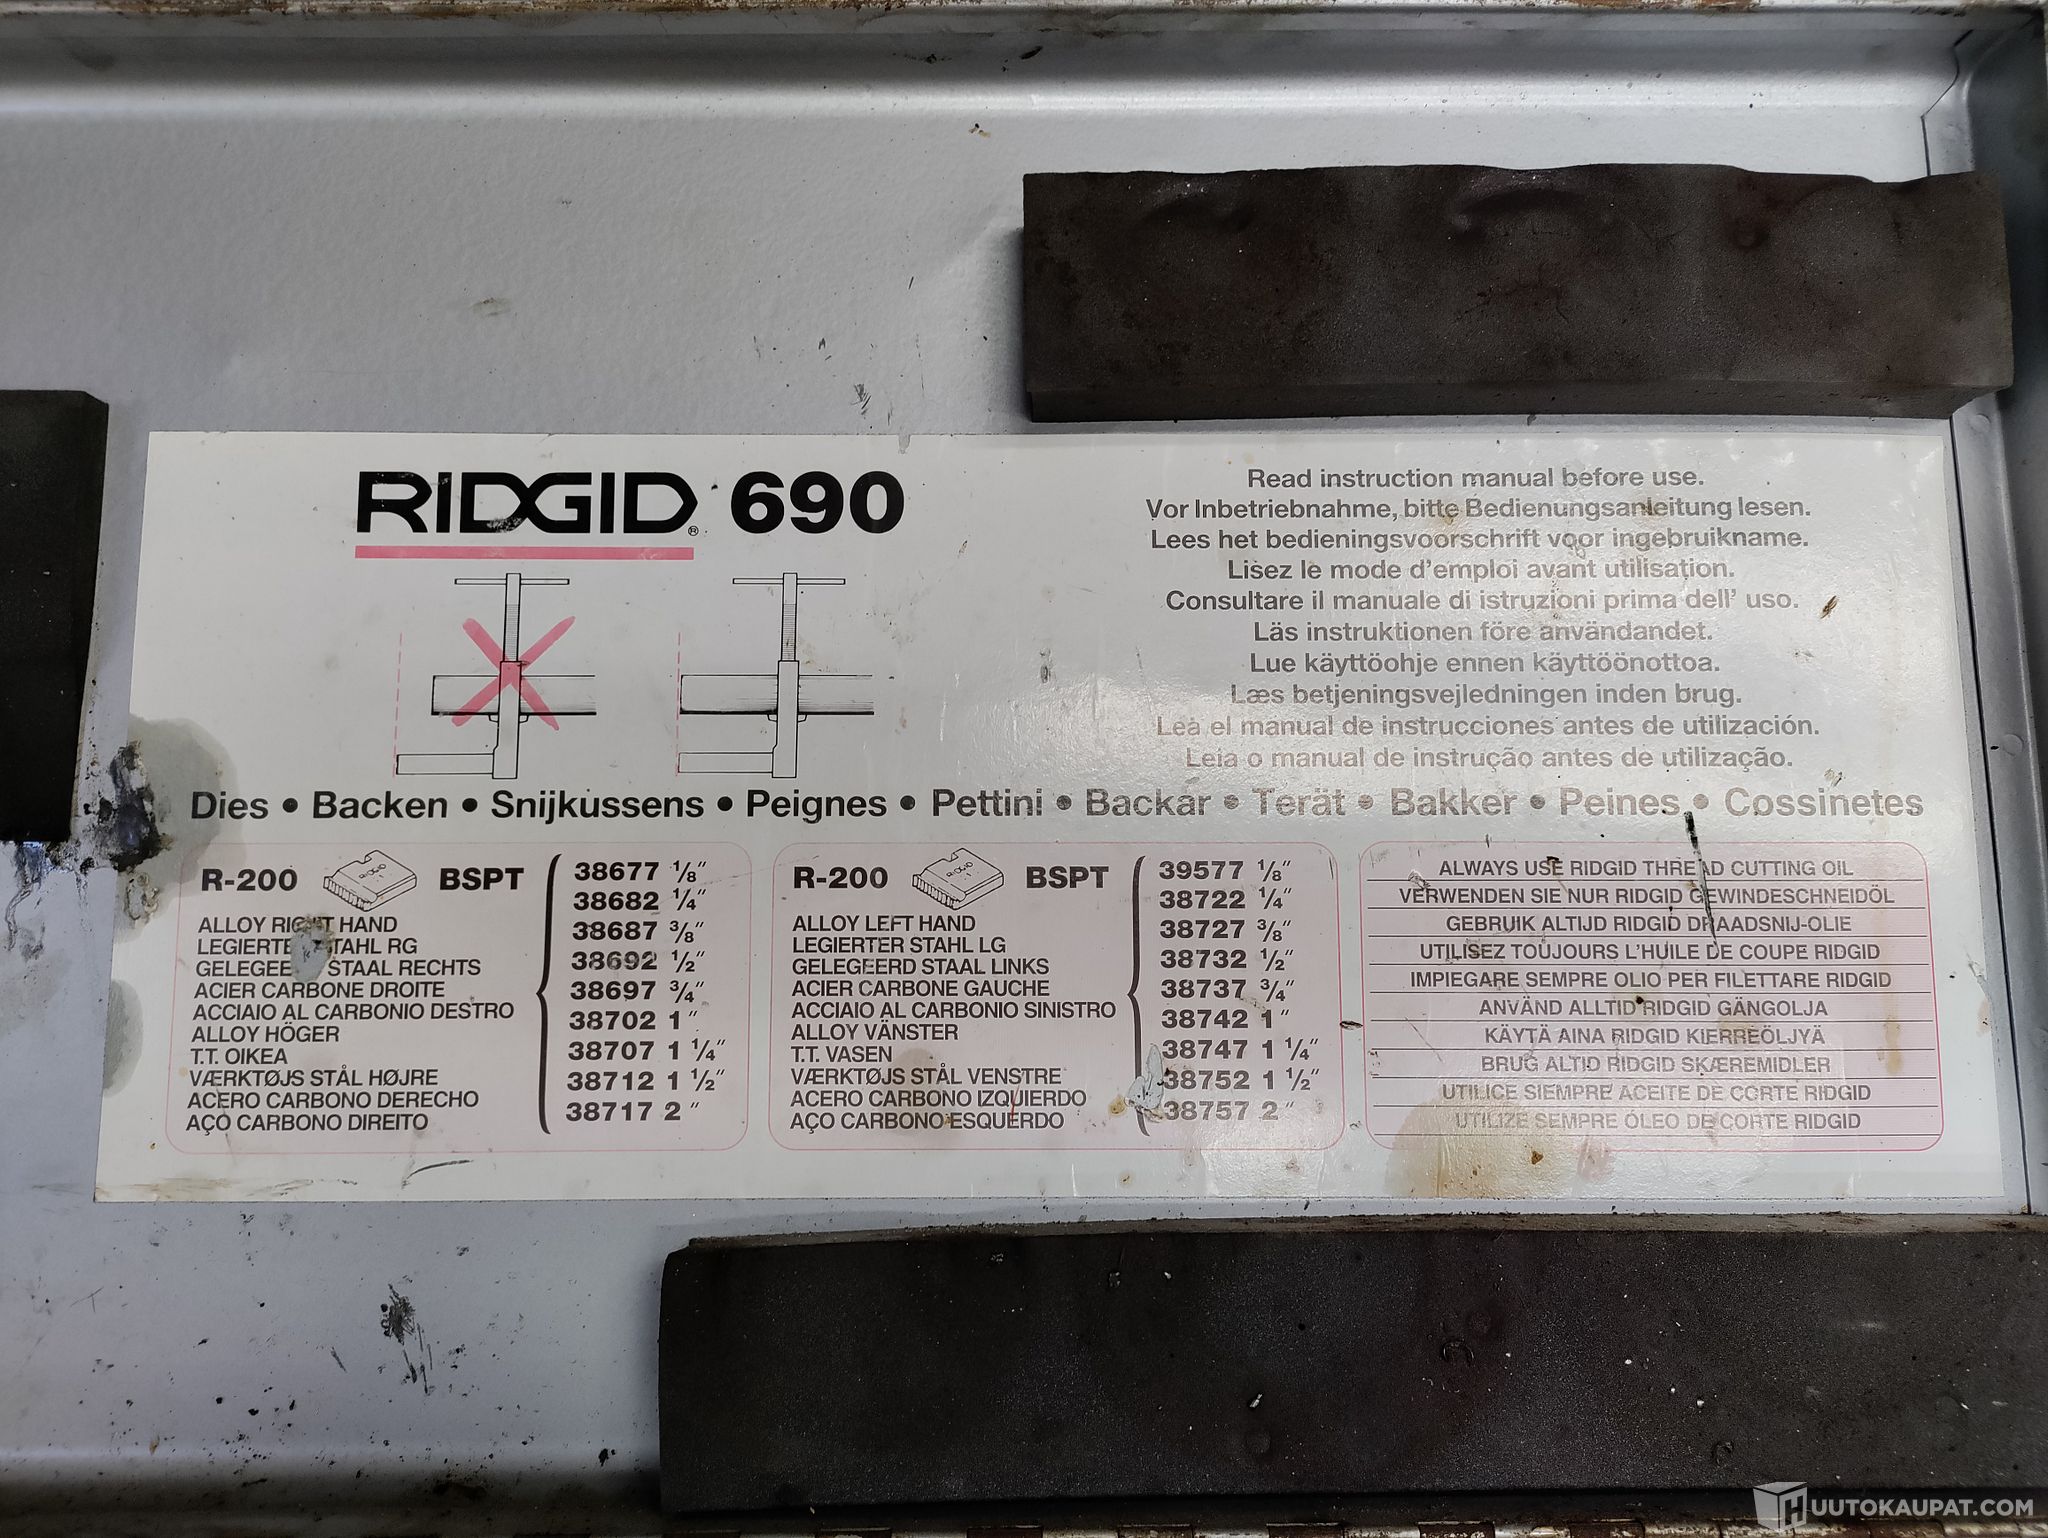 RIDGID® 690
Read instruction manual before use.
Vor Inbetriebnahme, bitte Bedienungsanleitung lesen.
Lees het bedieningsvoorschrift voor ingebruikname.
Lisez le mode d'emploi avant utilisation.
Consultare il manuale di istruzioni prima dell' uso.
Läs instruktionen före användandet.
Lue käyttöohje ennen käyttöönottoa.
Læs betjeningsvejledningen inden brug.
Lea el manual de instrucciones antes de utilización.
Leia o manual de instrução antes de utilização.
Dies • Backen • Snijkussens • Peignes • Pettini • Backar • Terät • Bakker • Peines • Cossinetes
R-200 RIDGID BSPT
ALLOY RIGHT HAND
LEGIERTER STAHL RG
GELEGEERD STAAL RECHTS
ACIER CARBONE DROITE
ACCIAIO AL CARBONIO DESTRO
ALLOY HÖGER
T.T. OIKEA
VÆRKTØJS STÅL HØJRE
ACERO CARBONO DERECHO
AÇO CARBONO DIREITO
38677 1/8"
38682 1/4"
38687 3/8"
38692 1/2"
38697 3/4"
38702 1"
38707 1 1/4"
38712 1 1/2"
38717 2"
R-200 RIDGID BSPT
ALLOY LEFT HAND
LEGIERTER STAHL LG
GELEGEERD STAAL LINKS
ACIER CARBONE GAUCHE
ACCIAIO AL CARBONIO SINISTRO
ALLOY VÄNSTER
T.T. VASEN
VÆRKTØJS STÅL VENSTRE
ACERO CARBONO IZQUIERDO
AÇO CARBONO ESQUERDO
39577 1/8"
38722 1/4"
38727 3/8"
38732 1/2"
38737 3/4"
38742 1"
38747 1 1/4"
38752 1 1/2"
38757 2"
ALWAYS USE RIDGID THREAD CUTTING OIL
VERWENDEN SIE NUR RIDGID GEWINDESCHNEIDÖL
GEBRUIK ALTIJD RIDGID DRAADSNIJ-OLIE
UTILISEZ TOUJOURS L'HUILE DE COUPE RIDGID
IMPIEGARE SEMPRE OLIO PER FILETTARE RIDGID
ANVÄND ALLTID RIDGID GÄNGOLJA
KÄYTÄ AINA RIDGID KIERREÖLJYÄ
BRUG ALTID RIDGID SKÆREMIDLER
UTILICE SIEMPRE ACEITE DE CORTE RIDGID
UTILIZE SEMPRE ÓLEO DE CORTE RIDGID
HUUTOKAUPAT.COM